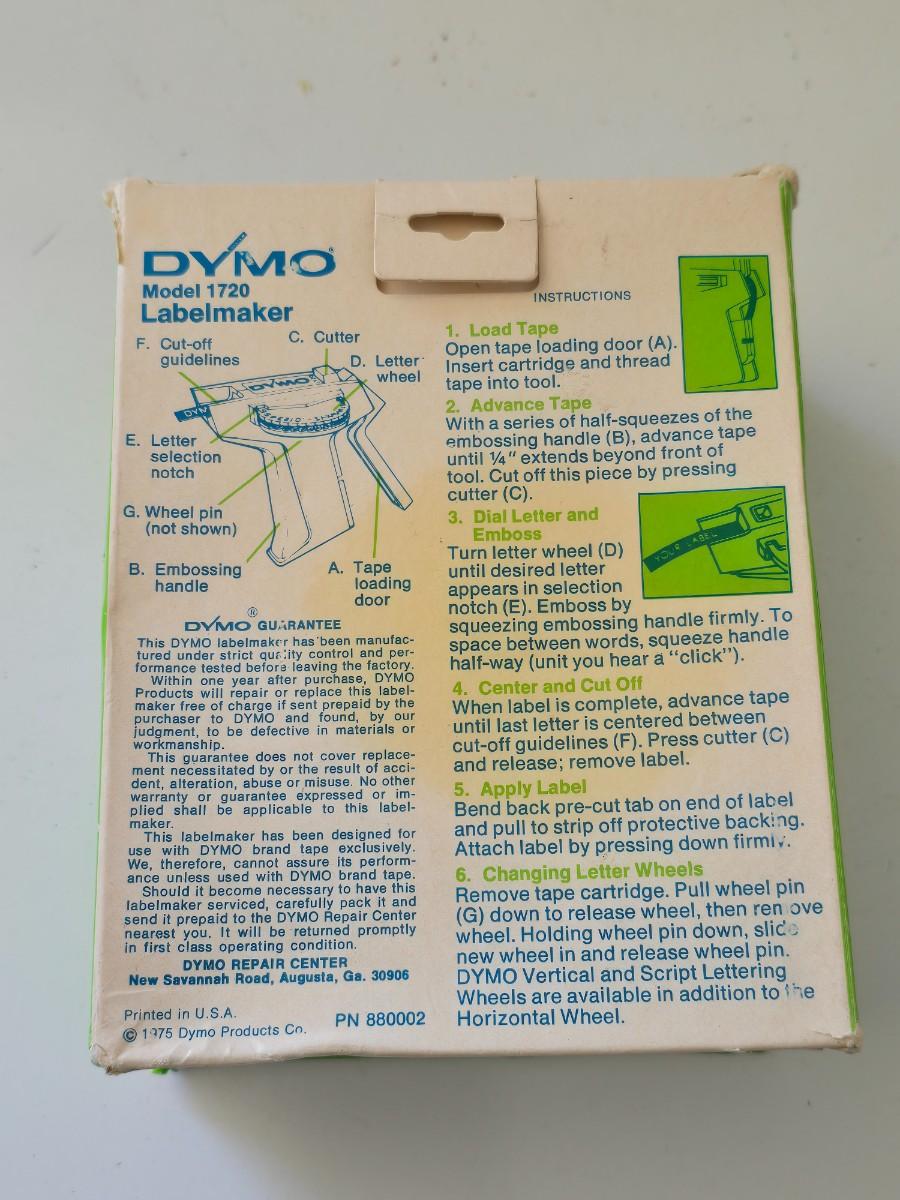 DYMO®
Model 1720
Labelmaker
F. Cut-off
guidelines
C. Cutter
D. Letter
wheel
DYMO
DYM
E. Letter
selection
notch
G. Wheel pin
(not shown)
B. Embossing
handle
A. Tape
loading
door
DYMO® GUARANTEE
This DYMO labelmaker has been manufac-
tured under strict quality control and per-
formance tested before leaving the factory.
Within one year after purchase, DYMO
Products will repair or replace this label-
maker free of charge if sent prepaid by the
purchaser to DYMO and found, by our
judgment, to be defective in materials or
workmanship.
This guarantee does not cover replace-
ment necessitated by or the result of acci-
dent, alteration, abuse or misuse. No other
warranty or guarantee expressed or im-
plied shall be applicable to this label-
maker.
This labelmaker has been designed for
use with DYMO brand tape exclusively.
We, therefore, cannot assure its perform-
ance unless used with DYMO brand tape.
Should it become necessary to have this
labelmaker serviced, carefully pack it and
send it prepaid to the DYMO Repair Center
nearest you. It will be returned promptly
in first class operating condition.
DYMO REPAIR CENTER
New Savannah Road, Augusta, Ga. 30906
Printed in U.S.A.
© 1975 Dymo Products Co.
PN 880002
INSTRUCTIONS
1. Load Tape
Open tape loading door (A).
Insert cartridge and thread
tape into tool.
2. Advance Tape
With a series of half-squeezes of the
embossing handle (B), advance tape
until ¼" extends beyond front of
tool. Cut off this piece by pressing
cutter (C).
3. Dial Letter and
Emboss
Turn letter wheel (D)
until desired letter
appears in selection
notch (E). Emboss by
squeezing embossing handle firmly. To
space between words, squeeze handle
half-way (unit you hear a "click").
YOUR LABEL
4. Center and Cut Off
When label is complete, advance tape
until last letter is centered between
cut-off guidelines (F). Press cutter (C)
and release; remove label.
5. Apply Label
Bend back pre-cut tab on end of label
and pull to strip off protective backing.
Attach label by pressing down firmly.
6. Changing Letter Wheels
Remove tape cartridge. Pull wheel pin
(G) down to release wheel, then remove
wheel. Holding wheel pin down, slide
new wheel in and release wheel pin.
DYMO Vertical and Script Lettering
Wheels are available in addition to the
Horizontal Wheel.